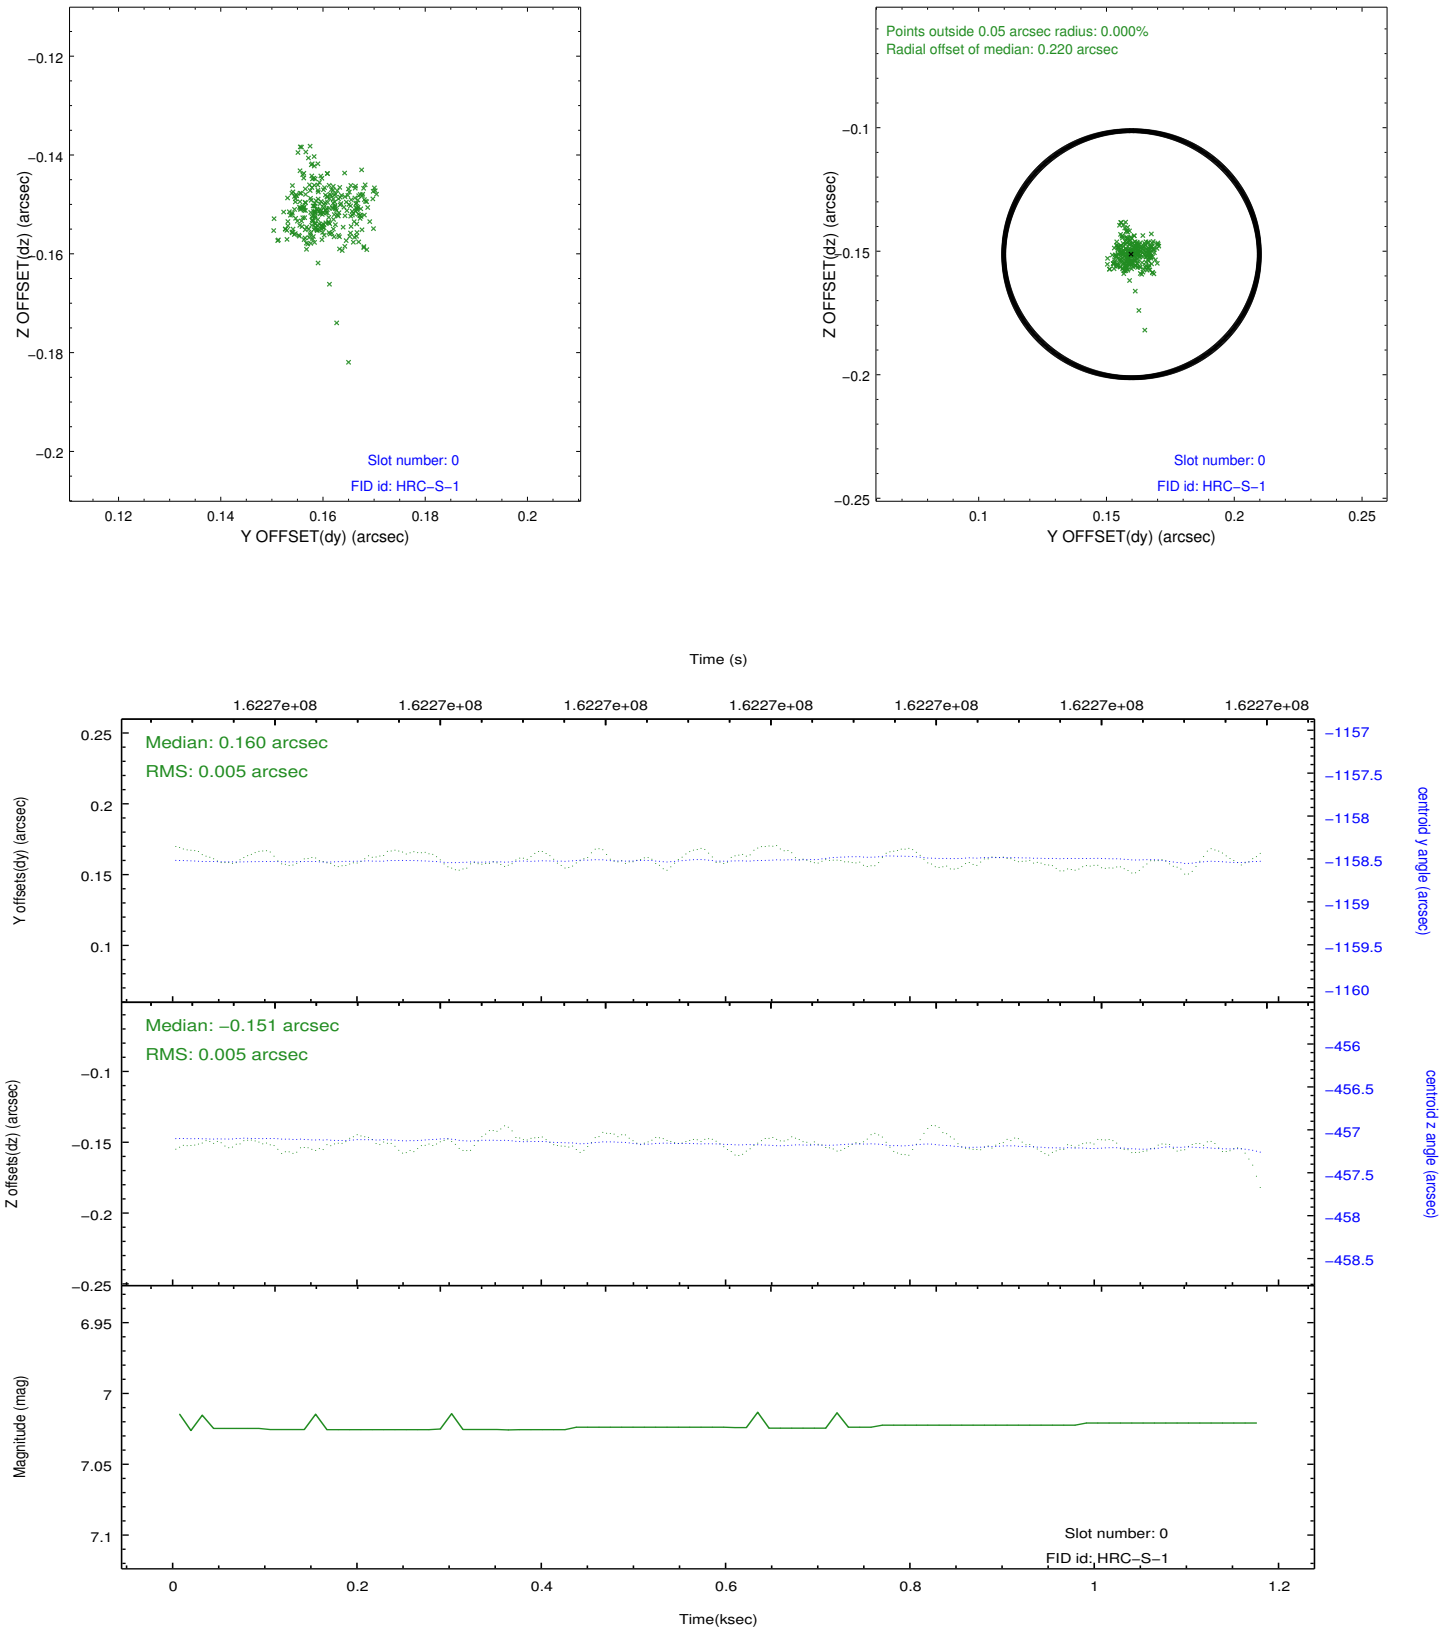 −0.12
−0.14
−0.16
−0.18
−0.2
Z OFFSET(dz) (arcsec)
Slot number: 0
FID id: HRC−S−1
0.12 0.14 0.16 0.18 0.2
Y OFFSET(dy) (arcsec)
Points outside 0.05 arcsec radius: 0.000%
Radial offset of median: 0.220 arcsec
−0.1
−0.15
−0.2
−0.25
Z OFFSET(dz) (arcsec)
Slot number: 0
FID id: HRC−S−1
0.1 0.15 0.2 0.25
Y OFFSET(dy) (arcsec)
Time (s)
1.6227e+08 1.6227e+08 1.6227e+08 1.6227e+08 1.6227e+08 1.6227e+08 1.6227e+08
Median: 0.160 arcsec
RMS: 0.005 arcsec
0.25
0.2
0.15
0.1
Y offsets(dy) (arcsec)
−1157
−1157.5
−1158
−1158.5
−1159
−1159.5
−1160
centroid y angle (arcsec)
Median: −0.151 arcsec
RMS: 0.005 arcsec
−0.1
−0.15
−0.2
−0.25
Z offsets(dz) (arcsec)
−456
−456.5
−457
−457.5
−458
−458.5
centroid z angle (arcsec)
6.95
7
7.05
7.1
Magnitude (mag)
Slot number: 0
FID id: HRC−S−1
0 0.2 0.4 0.6 0.8 1 1.2
Time(ksec)